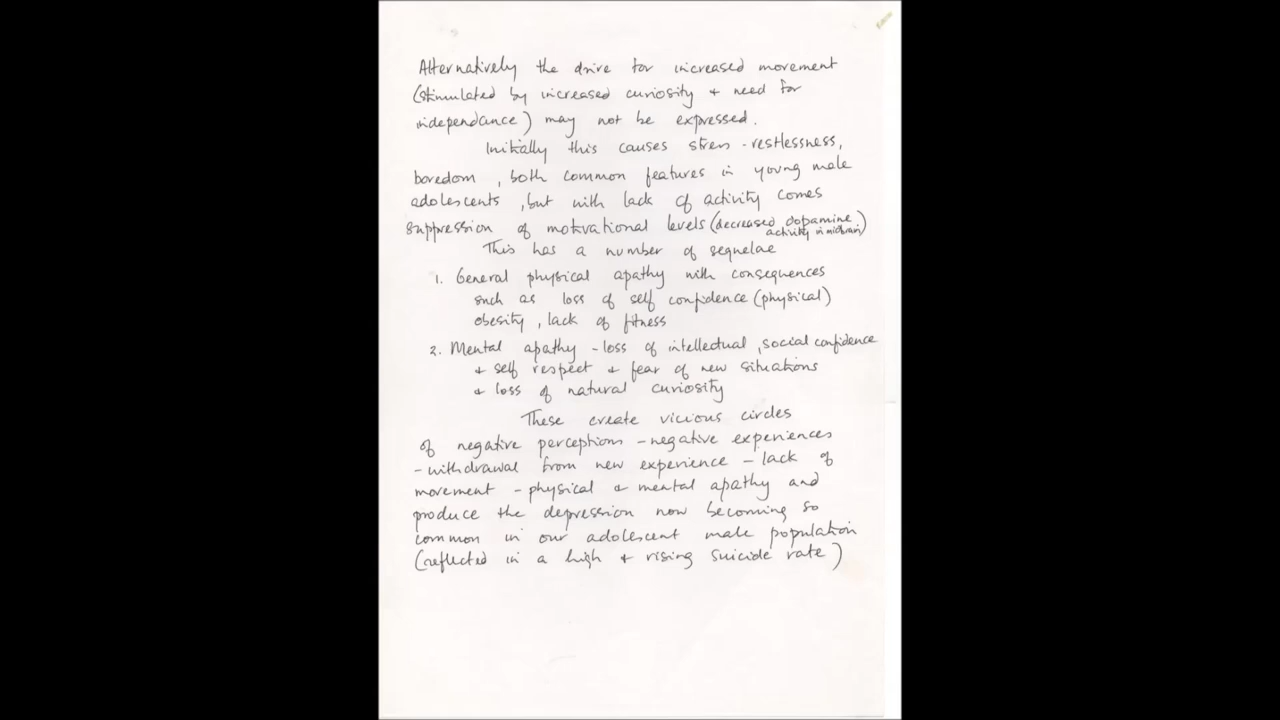 Alternatively the drive for increased movement
(stimulated by increased curiosity + need for
independance) may not be expressed.
Initially this causes stress - restlessness,
boredom, both common features in young male
adolescents, but with lack of activity comes
suppression of motivational levels (decreased dopamine
activity in midbrain)
This has a number of sequelae
1. General physical apathy with consequences
such as loss of self confidence (physical)
obesity, lack of fitness
2. Mental apathy - loss of intellectual, social confidence
+ self respect + fear of new situations
+ loss of natural curiosity
These create vicious circles
of negative perceptions - negative experiences
- withdrawal from new experience - lack of
movement - physical + mental apathy and
produce the depression now becoming so
common in our adolescent male population
(reflected in a high + rising suicide rate)